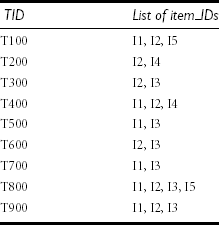 TID List of item_IDs
T100 I1, I2, I5
T200 I2, I4
T300 I2, I3
T400 I1, I2, I4
T500 I1, I3
T600 I2, I3
T700 I1, I3
T800 I1, I2, I3, I5
T900 I1, I2, I3